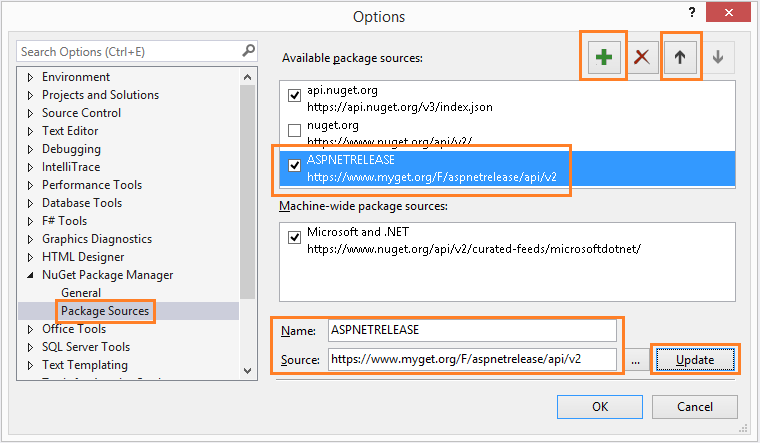 Options
?
Search Options (Ctrl+E)
Environment
Projects and Solutions
Source Control
Text Editor
Debugging
IntelliTrace
Performance Tools
Database Tools
F# Tools
Graphics Diagnostics
HTML Designer
NuGet Package Manager
General
Package Sources
Office Tools
SQL Server Tools
Text Templating
Available package sources:
api.nuget.org
https://api.nuget.org/v3/index.json
nuget.org
https://www.nuget.org/api/v2/
ASPNETRELEASE
https://www.myget.org/F/aspnetrelease/api/v2
Machine-wide package sources:
Microsoft and .NET
https://www.nuget.org/api/v2/curated-feeds/microsoftdotnet/
Name: ASPNETRELEASE
Source: https://www.myget.org/F/aspnetrelease/api/v2 ... Update
OK Cancel